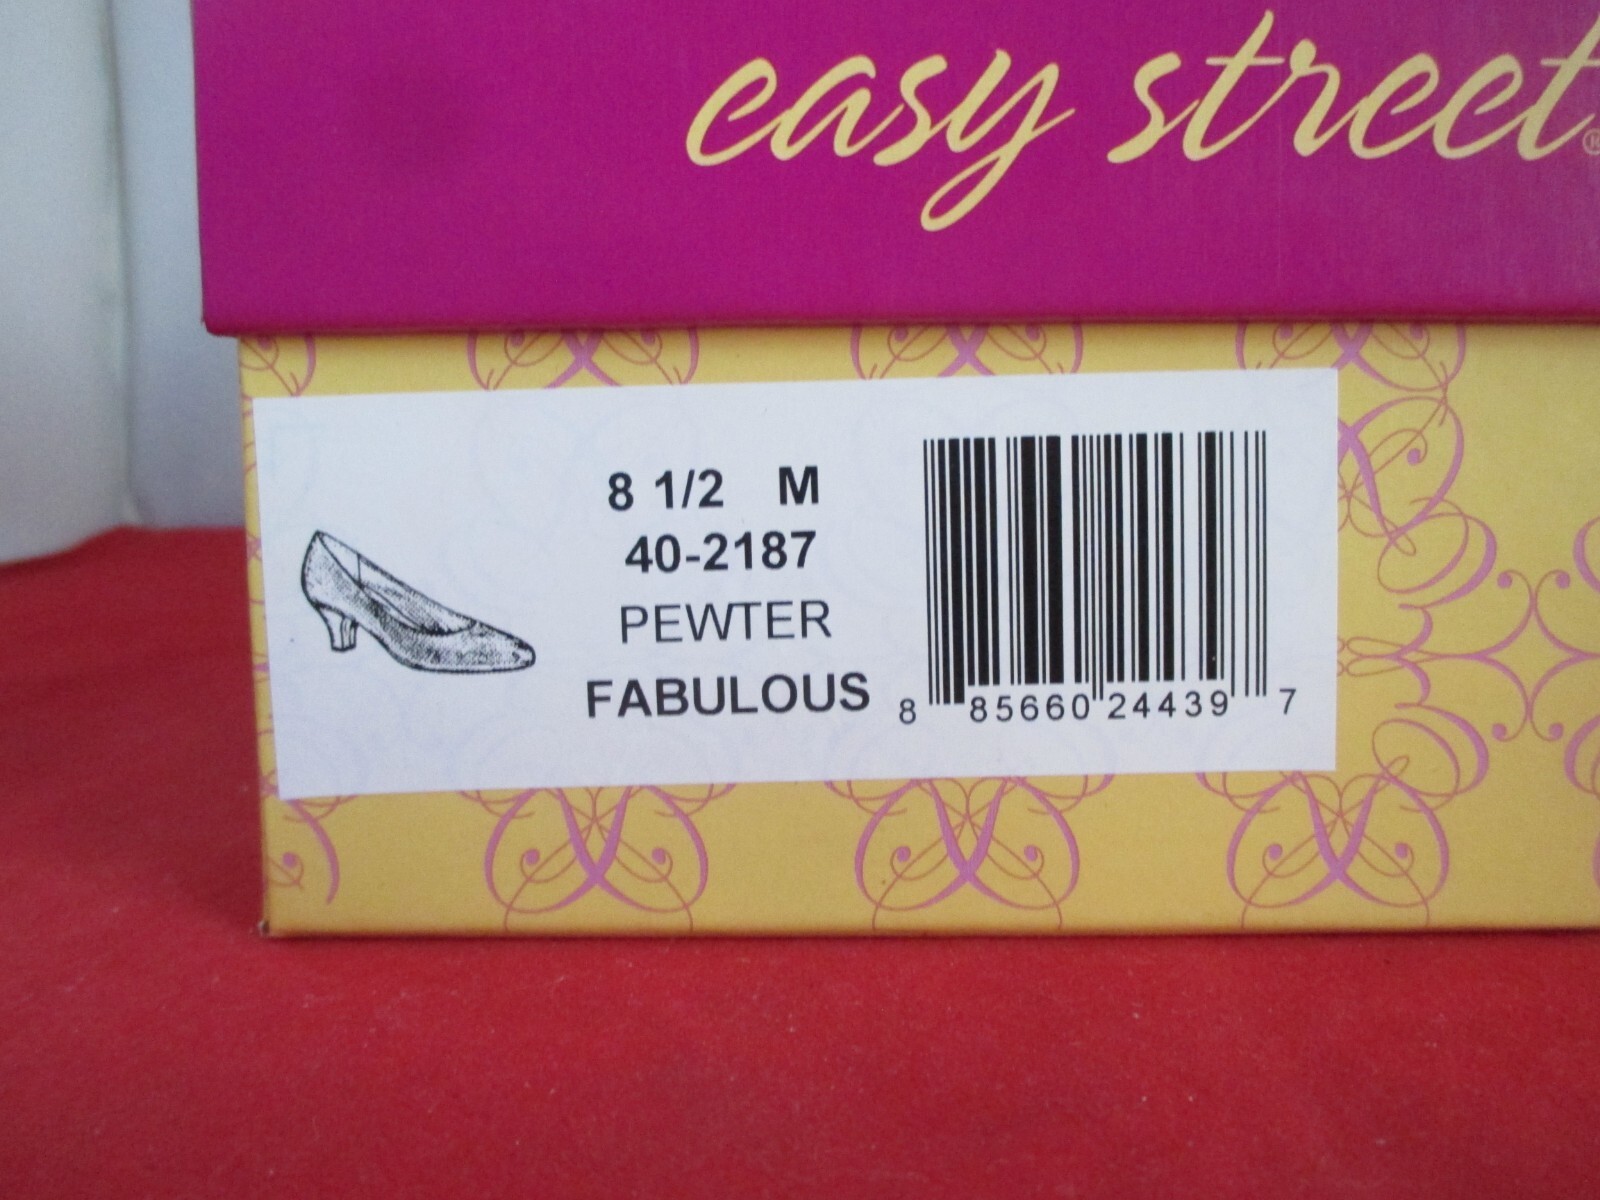 easy street®
8 1/2 M
40-2187
PEWTER
FABULOUS
8 85660 24439 7